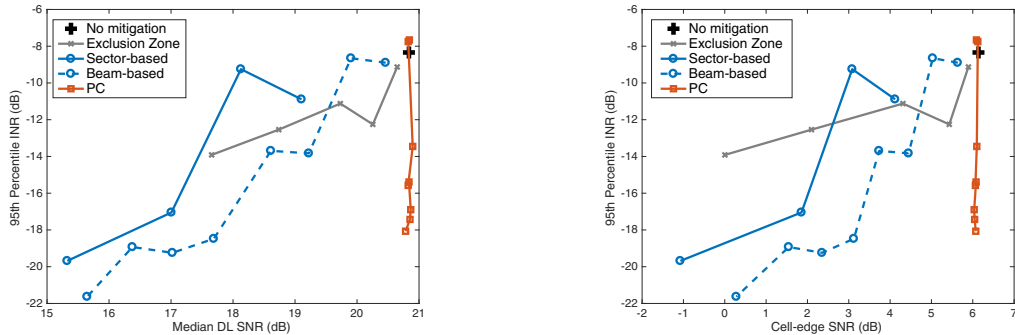 -6
-8
-10
-12
-14
-16
-18
-20
-22
15 16 17 18 19 20 21
Median DL SNR (dB)
95th Percentile INR (dB)
No mitigation
Exclusion Zone
Sector-based
Beam-based
PC
-6
-8
-10
-12
-14
-16
-18
-20
-22
-2 -1 0 1 2 3 4 5 6 7
Cell-edge SNR (dB)
95th Percentile INR (dB)
No mitigation
Exclusion Zone
Sector-based
Beam-based
PC